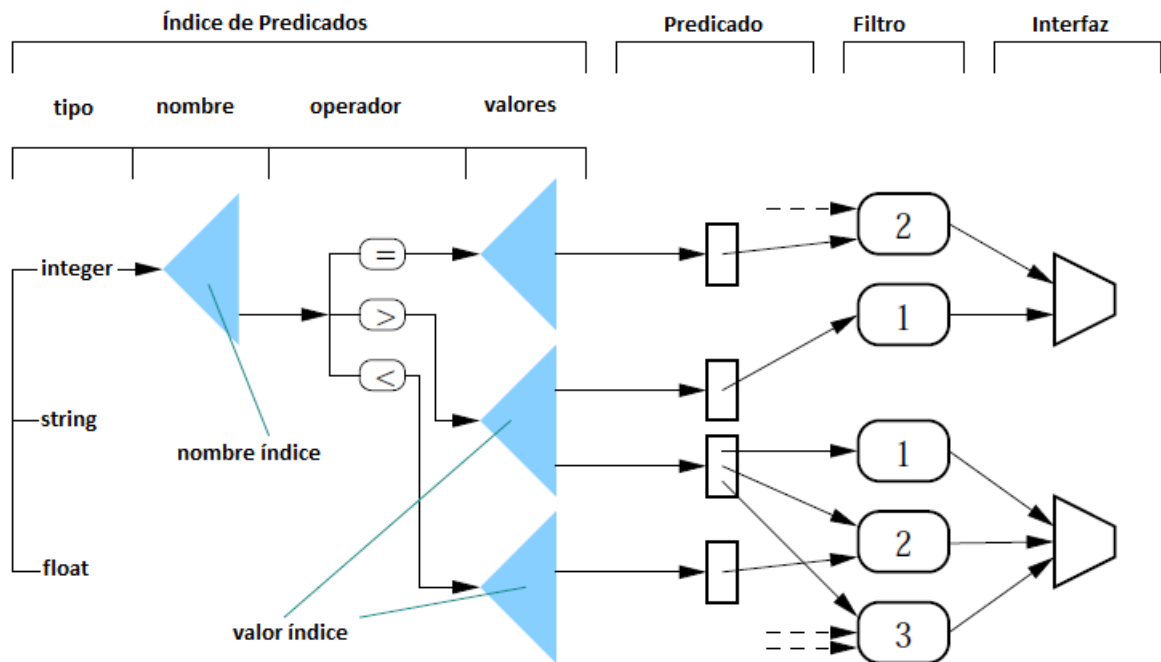 Índice de Predicados Predicado Filtro Interfaz
tipo nombre operador valores
2
=
integer
>
1
<
string
1
nombre índice
2
float
valor índice
3